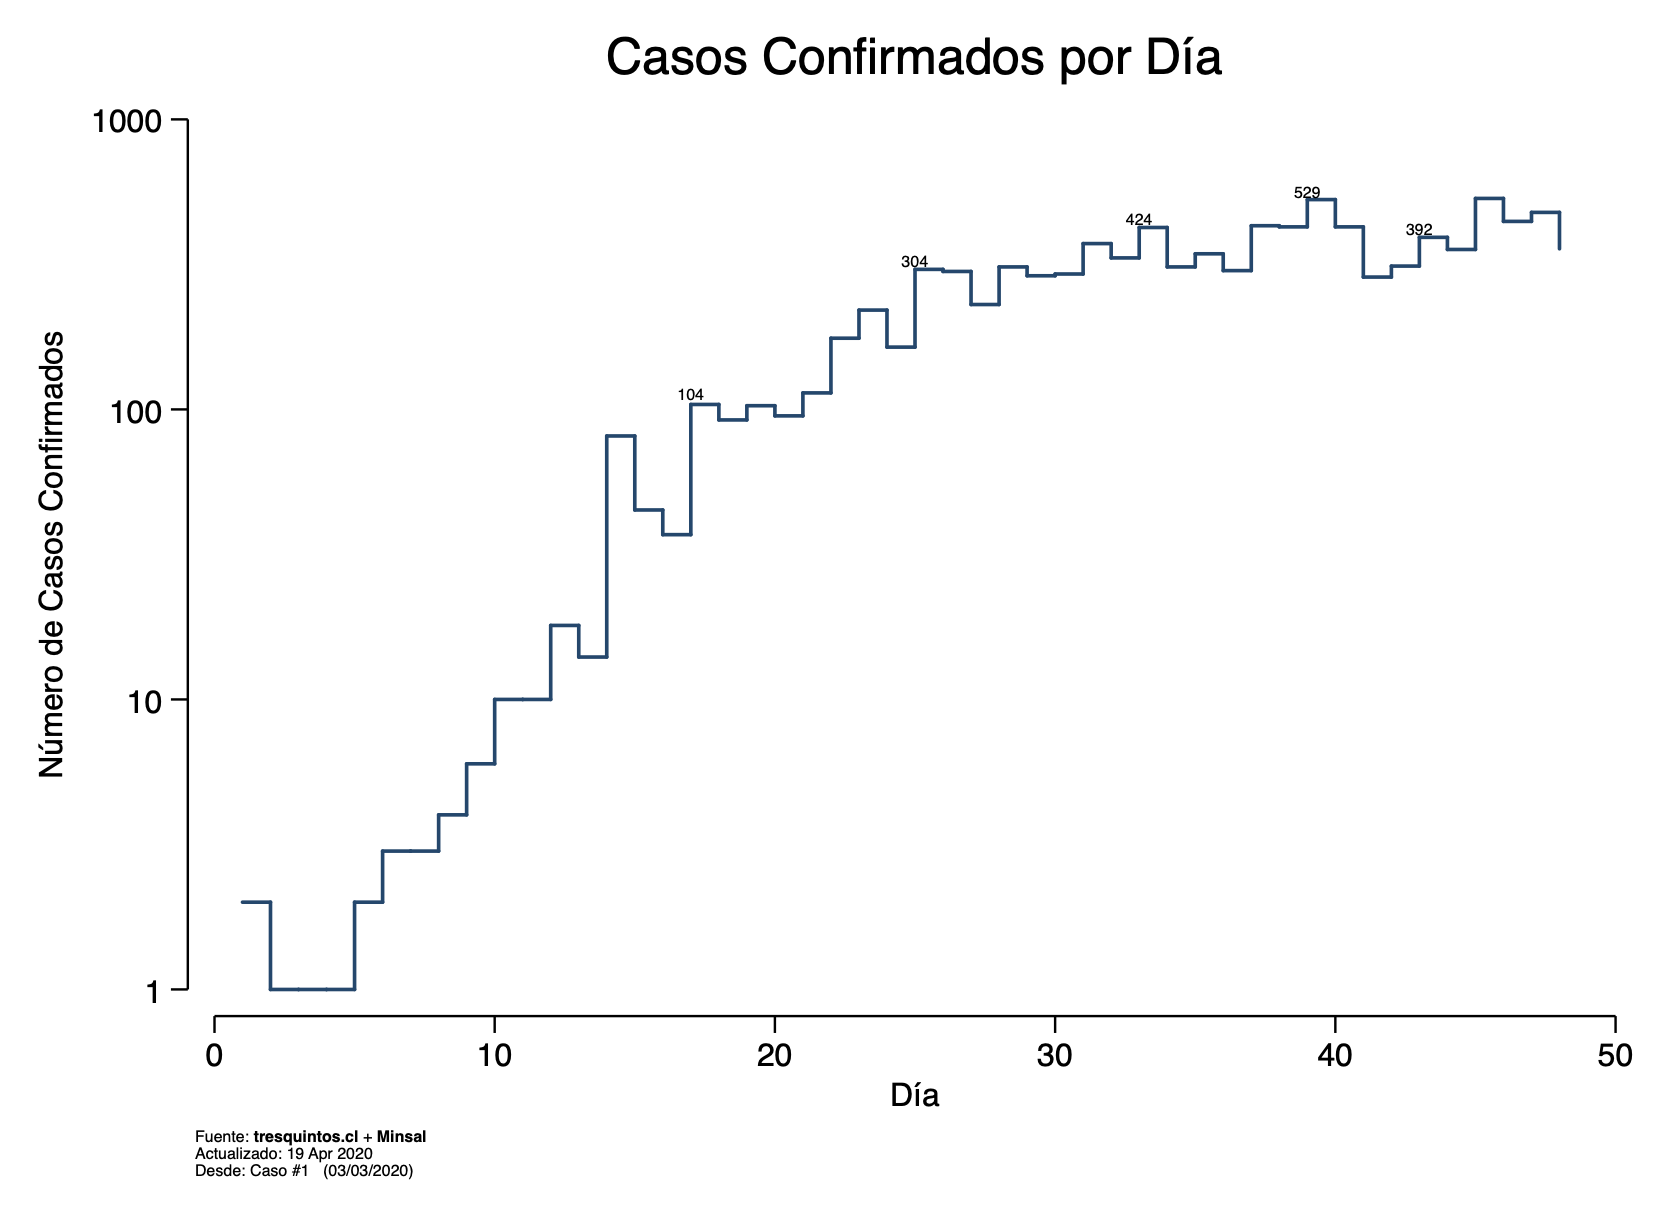 Casos Confirmados por Día
1000
100
10
1
Número de Casos Confirmados
104
304
424
529
392
0 10 20 30 40 50
Día
Fuente: tresquintos.cl + Minsal
Actualizado: 19 Apr 2020
Desde: Caso #1 (03/03/2020)